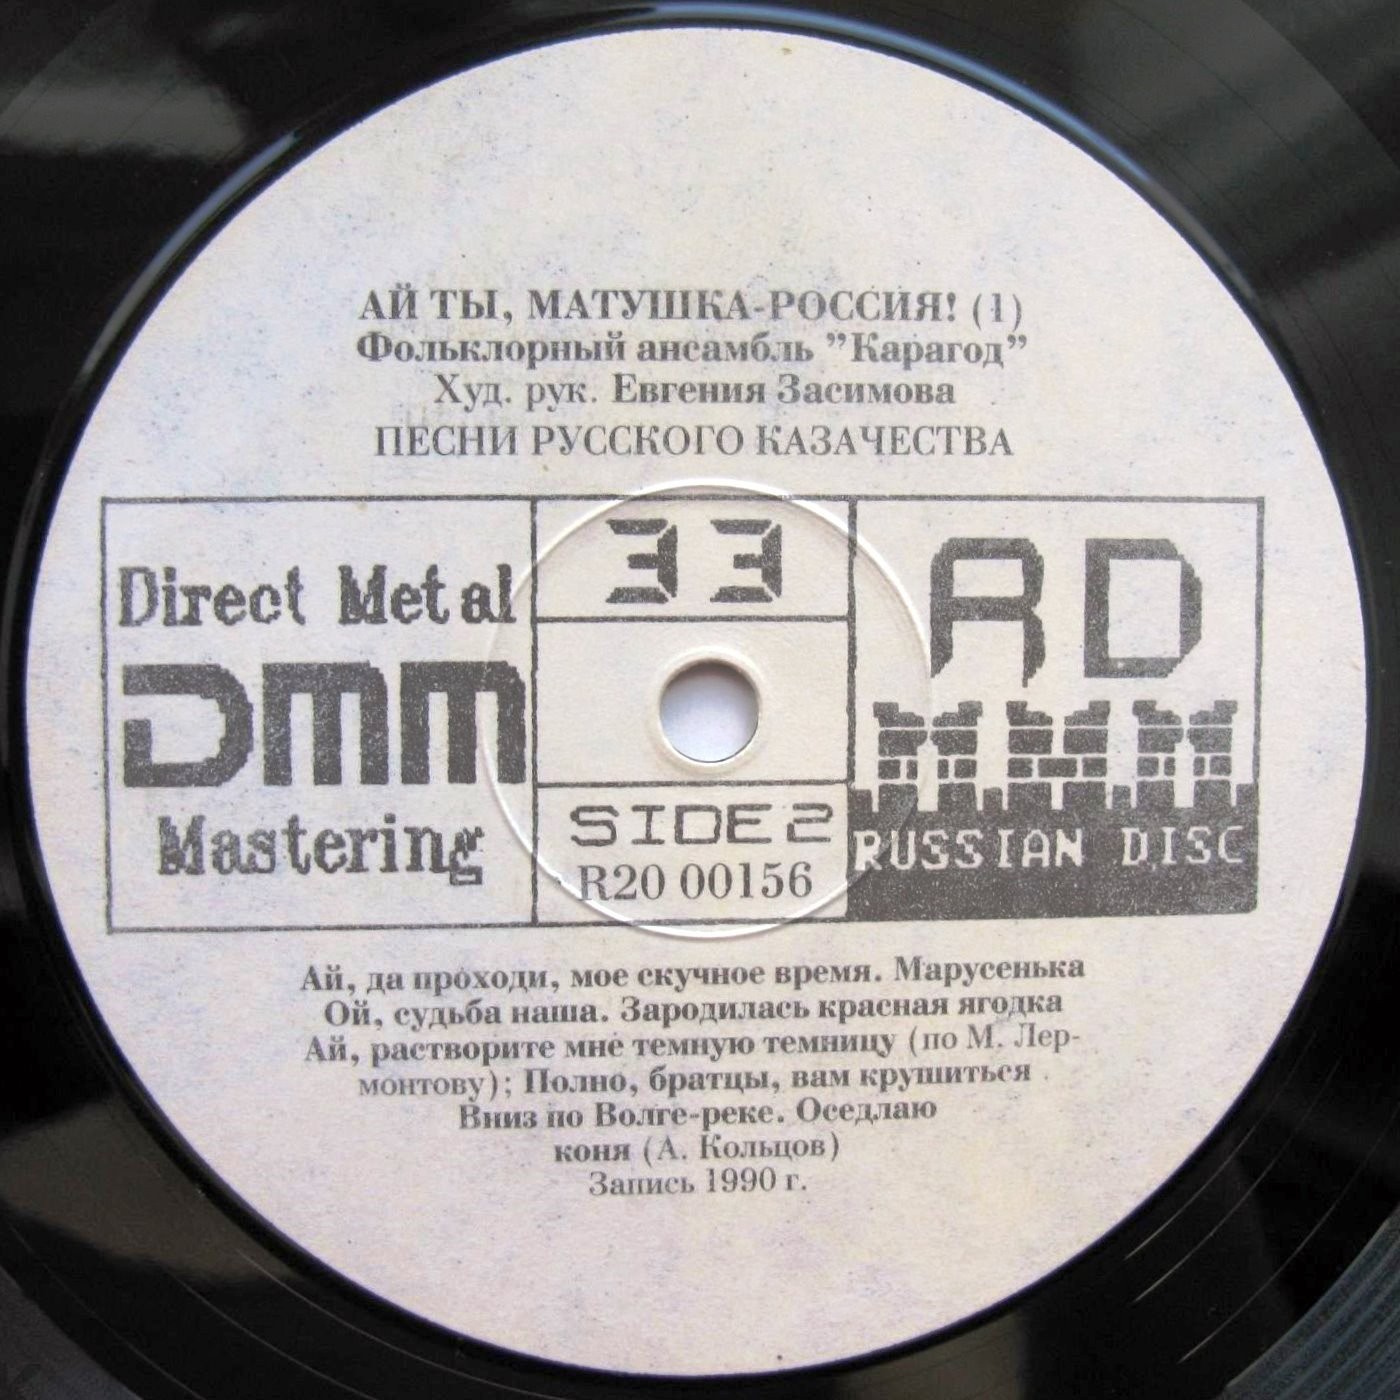 АЙ ТЫ, МАТУШКА-РОССИЯ! (1)
Фольклорный ансамбль ”Карагод”
Худ. рук. Евгения Засимова
ПЕСНИ РУССКОГО КАЗАЧЕСТВА
Direct Metal
DMM
Mastering
33
SIDE 2
R20 00156
RD
RUSSIAN DISC
Ай, да проходи, мое скучное время. Марусенька
Ой, судьба наша. Зародилась красная ягодка
Ай, растворите мне темную темницу (по М. Лер-
монтову); Полно, братцы, вам крушиться
Вниз по Волге-реке. Оседлаю
коня (А. Кольцов)
Запись 1990 г.